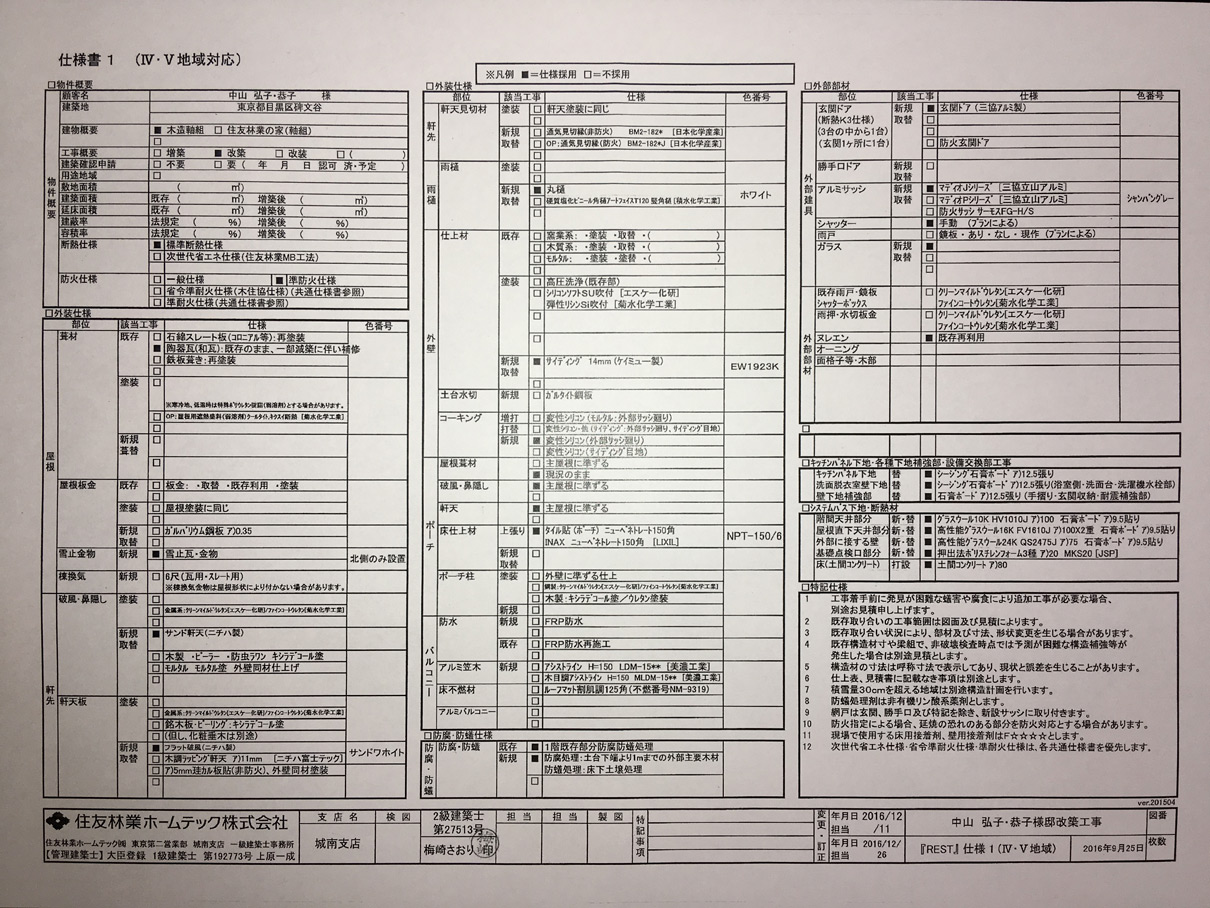 仕様書1　(Ⅳ・Ⅴ地域対応)
※凡例 ■=仕様採用 □=不採用
□物件概要
物件概要
顧客名 中山 弘子・恭子 様
建築地 東京都目黒区碑文谷
建物概要 ■ 木造軸組 □ 住友林業の家(軸組)
□
工事概要 □ 増築 ■ 改築 □ 改装 □ ( )
建築確認申請 □ 不要 □ 要 ( 年 月 日 認可 済・予定 )
用途地域 □
敷地面積 ( ㎡)
建築面積 既存 ( ㎡) 増築後 ( ㎡)
延床面積 既存 ( ㎡) 増築後 ( ㎡)
建蔽率 法規定 ( %) 増築後 ( %)
容積率 法規定 ( %) 増築後 ( %)
断熱仕様 ■ 標準断熱仕様
□ 次世代省エネ仕様(住友林業MB工法)
防火仕様 □ 一般仕様 ■ 準防火仕様
□ 省令準耐火仕様(木住協仕様)(共通仕様書参照)
□ 準耐火仕様(共通仕様書参照)
□外装仕様
部位 該当工事 仕様 色番号
屋根
葺材 既存 □ 石綿スレート板(コロニアル等):再塗装
■ 陶器瓦(和瓦):既存のまま、一部減築に伴い補修
□ 鉄板葺き:再塗装
□
塗装 □
※寒冷地、低温時は特殊ポリウレタン樹脂(弱溶剤)とする場合があります。
□ OP:屋根用遮熱塗料(弱溶剤)クールタイト、キクスイ断熱 [菊水化学工業]
□
新規 葺替 □
□
屋根板金 既存 □ 板金: ・取替 ・既存利用 ・塗装
□
塗装 □ 屋根塗装に同じ
□
新規 取替 □ ガルバリウム鋼板 ア)0.35
□
雪止金物 新規 ■ 雪止瓦・金物 北側のみ設置
□
棟換気 新規 □ 6尺(瓦用・スレート用)
□ ※棟換気金物は屋根形状により付かない場合があります。
軒先
破風・鼻隠し 塗装 □
□ 金属系:クリーンマイルドウレタン[エスケー化研]/ファインコートウレタン[菊水化学工業]
□
新規 取替 ■ サンド軒天(ニチハ製)
□ 木製 ・ピーラー ・防虫ラワン キシラデコール塗
□ モルタル モルタル塗 外壁同材仕上げ
□
軒天板 塗装 □
□ 金属系:クリーンマイルドウレタン[エスケー化研]/ファインコートウレタン[菊水化学工業]
□ 銘木板・ピーリング:キシラデコール塗
□ (但し、化粧垂木は別途)
新規 取替 ■ フラット破風(ニチハ製) サンドワホイト
□ 木調ラッピング軒天 ア)11mm [ニチハ富士テック]
□ ア)5mm珪カル板貼(非防火)、外壁同材塗装
□
□外装仕様
部位 該当工事 仕様 色番号
軒先
軒天見切材 塗装 □ 軒天塗装に同じ
□
新規 取替 □ 通気見切縁(非防火) BM2-182* [日本化学産業]
□ OP:通気見切縁(防火) BM2-182*J [日本化学産業]
□
雨樋
雨樋 塗装 □
□
新規 取替 ■ 丸樋 ホワイト
□ 硬質塩化ビニール角樋アートフェイスT120 竪角樋 [積水化学工業]
□
外壁
仕上材 既存 □ 窯業系: ・塗装 ・取替 ・( )
□ 木質系: ・塗装 ・取替 ・( )
□ モルタル: ・塗装 ・塗替 ・( )
□
塗装 □ 高圧洗浄(既存部)
□ シリコンソフトSU吹付 [エスケー化研]
弾性リシンSi吹付 [菊水化学工業]
□
□
新規 取替 ■ サイディング 14mm (ケイミュー製) EW1923K
□
土台水切 新規 □ ガルタイト鋼板
コーキング 増打 □ 変性シリコン(モルタル:外部サッシ廻り)
打替 □ 変性シリコン・他(サイディング:外部サッシ廻り、サイディング目地)
新規 ■ 変性シリコン(外部サッシ廻り)
□ 変性シリコン(サイディング目地)
ポーチ
屋根葺材 □ 主屋根に準ずる
■ 現況のまま
破風・鼻隠し ■ 主屋根に準ずる
□
軒天 ■ 主屋根に準ずる
□
床仕上材 上張り ■ タイル貼 (ポーチ) ニューペネトレート150角
INAX ニューペネトレート150角 [LIXIL] NPT-150/6
新規 取替 □
ポーチ柱 塗装 □ 外壁に準ずる仕上
□ 鋼製:クリーンマイルドウレタン[エスケー化研]/ファインコートウレタン[菊水化学工業]
□ 木製:キシラデコール塗/ウレタン塗装
新規 □
バルコニー
防水 新規 □ FRP防水
□
既存 □ FRP防水再施工
□
アルミ笠木 新規 □ アシストライン H=150 LDM-15** [美濃工業]
□ 木目調アシストライン H=150 MLDM-15** [美濃工業]
床不燃材 □ ルーフマット割肌調125角(不燃番号NM-9319)
□
アルミバルコニー □
□
□防腐・防蟻仕様
防腐・防蟻
防腐・防蟻 既存 ■ 1階既存部分防腐防蟻処理
新規 ■ 防腐処理:土台下端より1mまでの外部主要木材
防蟻処理:床下土壌処理
□
□外部部材
部位 該当工事 仕様 色番号
外部建具
玄関ドア 新規 ■ 玄関ドア (三協アルミ製)
(断熱K3仕様) 取替 □
(3台の中から1台) □
(玄関1ヶ所に1台) □ 防火玄関ドア
勝手口ドア 新規 取替 □
アルミサッシ 新規 ■ マディオJシリーズ [三協立山アルミ] シャンパングレー
取替 □ マディオPシリーズ [三協立山アルミ]
□ 防火サッシ サーモスFG-H/S
シャッター ■ 手動 (プランによる)
雨戸 □ 鏡板・あり・なし・現作 (プランによる)
ガラス 新規 取替 ■
□
□
外部部材
既存雨戸・鏡板 シャッターボックス □ クリーンマイルドウレタン[エスケー化研]
ファインコートウレタン[菊水化学工業]
雨押・水切板金 □ クリーンマイルドウレタン[エスケー化研]
ファインコートウレタン[菊水化学工業]
ヌレエン ■ 既存再利用
オーニング
面格子等・木部
□
□キッチンパネル下地・各種下地補強部・設備交換部工事
キッチンパネル下地 替 ■ シージング石膏ボード ア)12.5張り
洗面脱衣室壁下地 替 ■ シージング石膏ボード ア)12.5張り(浴室側・洗面台・洗濯機水栓部)
壁下地補強部 替 ■ 石膏ボード ア)12.5張り (手摺り・玄関収納・耐震補強部)
□システムバス下地・断熱材
階間天井部分 新・替 ■ グラスウール10K HV1010J ア)100 石膏ボード ア)9.5貼り
屋根直下天井部分 新・替 ■ 高性能グラスウール16K FV1610J ア)100X2重 石膏ボード ア)9.5貼り
外部に接する壁 新・替 ■ 高性能グラスウール24K QS2475J ア)75 石膏ボード ア)9.5貼り
基礎点検口部分 新・替 ■ 押出法ポリスチレンフォーム3種 ア)20 MKS20 [JSP]
床(土間コンクリート) 打設 ■ 土間コンクリート ア)80
□特記仕様
1 工事着手前に発見が困難な蟻害や腐食により追加工事が必要な場合、
別途お見積申し上げます。
2 既存取り合いの工事範囲は図面及び見積によります。
3 既存取り合い状況により、部材及び寸法、形状変更を生じる場合があります。
4 既存構造材寸や梁組で、非破壊検査時点では予測が困難な構造補強等が
発生した場合は別途見積とします。
5 構造材の寸法は呼称寸法で表示してあり、現状と誤差を生じることがあります。
6 仕上表、見積書に記載なき事項は別途とします。
7 積雪量30cmを超える地域は別途構造計画を行います。
8 防蟻処理剤は非有機リン酸系薬剤とします。
9 網戸は玄関、勝手口及び特記を除き、新設サッシに取り付きます。
10 防火指定による場合、延焼の恐れのある部分を防火対応とする場合があります。
11 現場で使用する床用接着剤、壁用接着剤はF☆☆☆☆とします。
12 次世代省エネ仕様・省令準耐火仕様・準耐火仕様は、各共通仕様書を優先します。
ver.201504
住友林業ホームテック株式会社
住友林業ホームテック㈱ 東京第二営業部 城南支店 一級建築士事務所
【管理建築士】大臣登録 1級建築士 第192773号 上原一成
支店名 検図 2級建築士 担当 担当 製図
城南支店 第27513号
梅崎さおり 印
特記事項
変更・訂正
年月日 2016/12/11
担当
年月日 2016/12/26
担当
中山 弘子・恭子様邸改築工事 図番
『REST』仕様1(Ⅳ・Ⅴ地域) 2016年9月25日 枚数